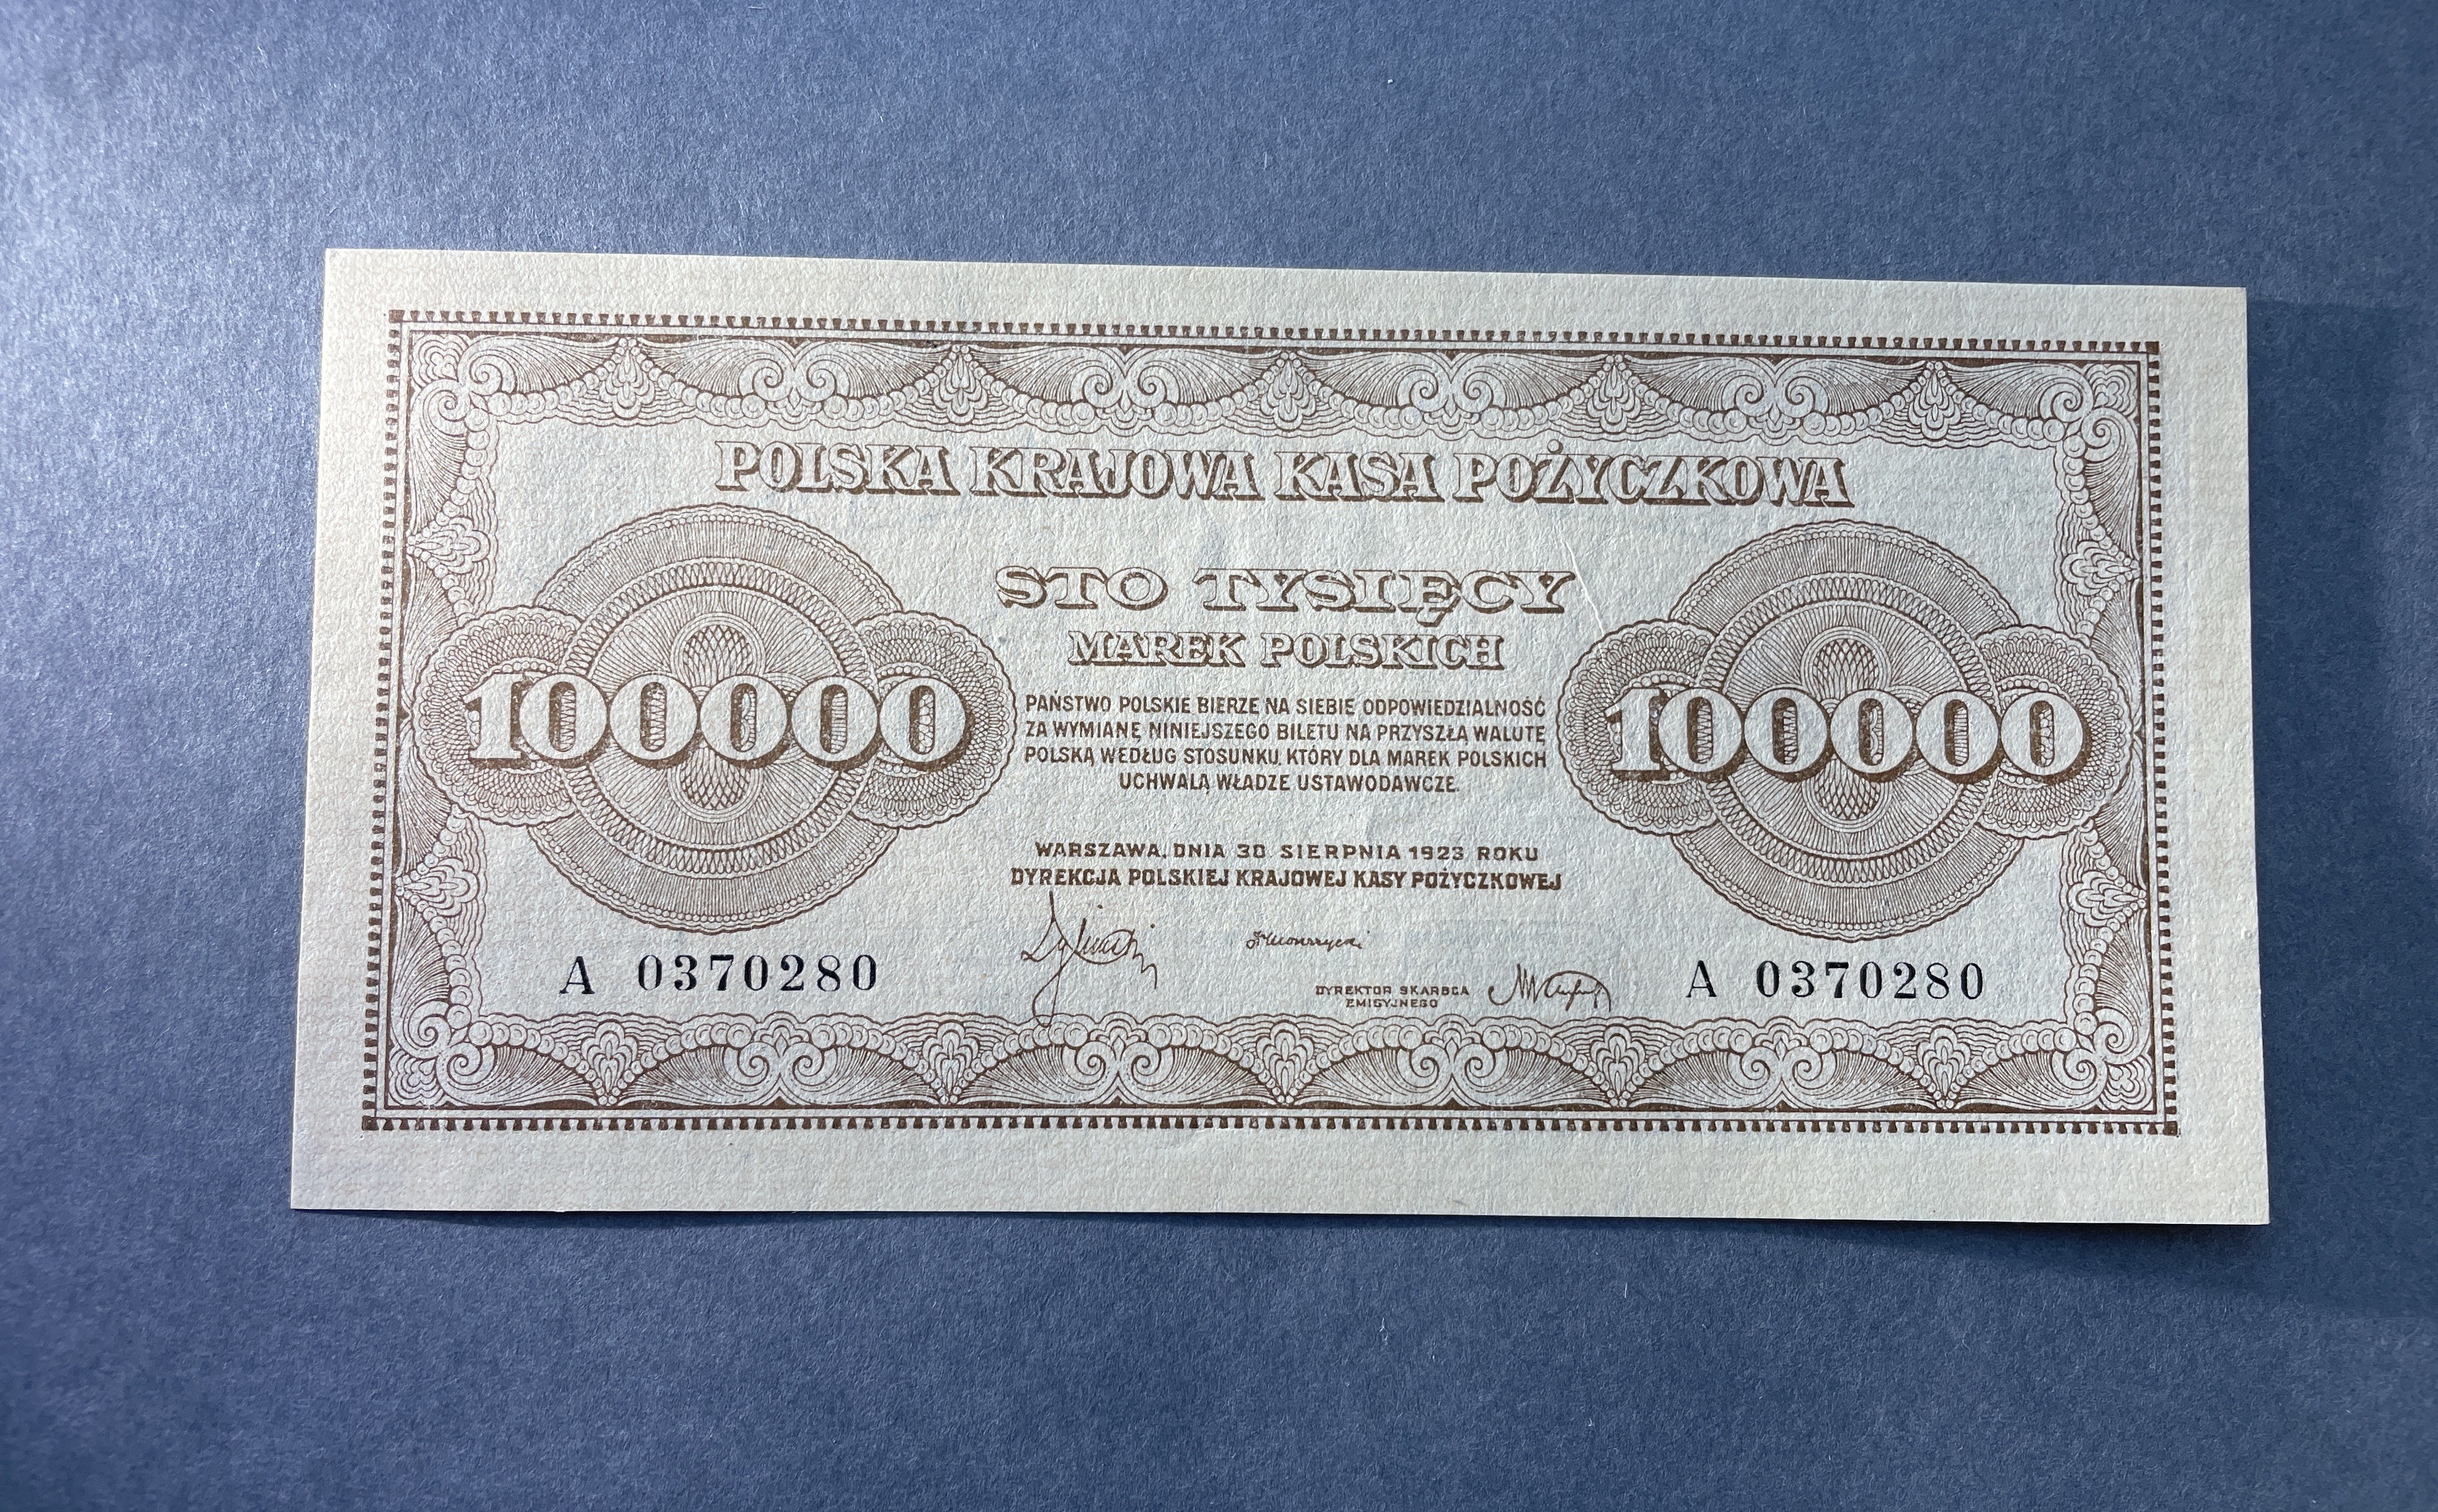 POLSKA KRAJOWA KASA POŻYCZKOWA
STO TYSIĘCY
MAREK POLSKICH
100000
100000
PAŃSTWO POLSKIE BIERZE NA SIEBIE ODPOWIEDZIALNOŚĆ
ZA WYMIANĘ NINIEJSZEGO BILETU NA PRZYSZŁĄ WALUTĘ
POLSKĄ WEDŁUG STOSUNKU, KTÓRY DLA MAREK POLSKICH
UCHWALĄ WŁADZE USTAWODAWCZE.
WARSZAWA, DNIA 30 SIERPNIA 1923 ROKU
DYREKCJA POLSKIEJ KRAJOWEJ KASY POŻYCZKOWEJ
A 0370280
DYREKTOR SKARBCA
EMISYJNEGO
A 0370280